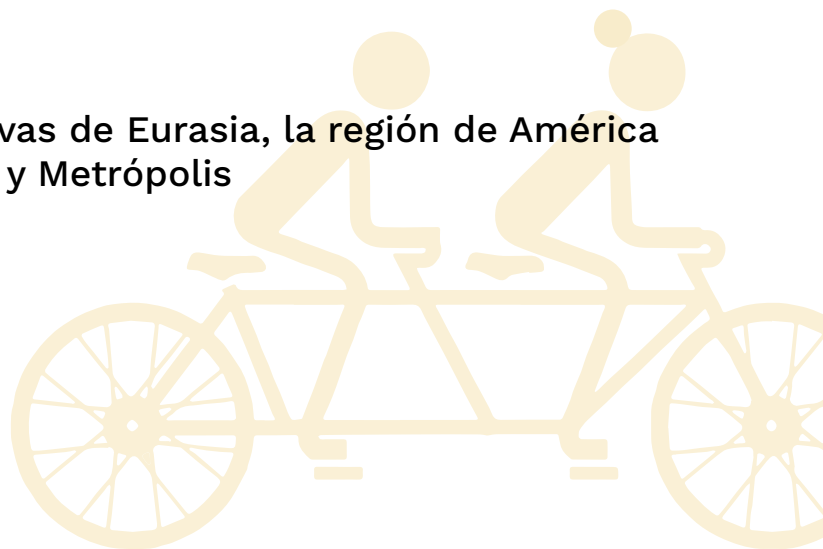 vas de Eurasia, la región de América
y Metrópolis